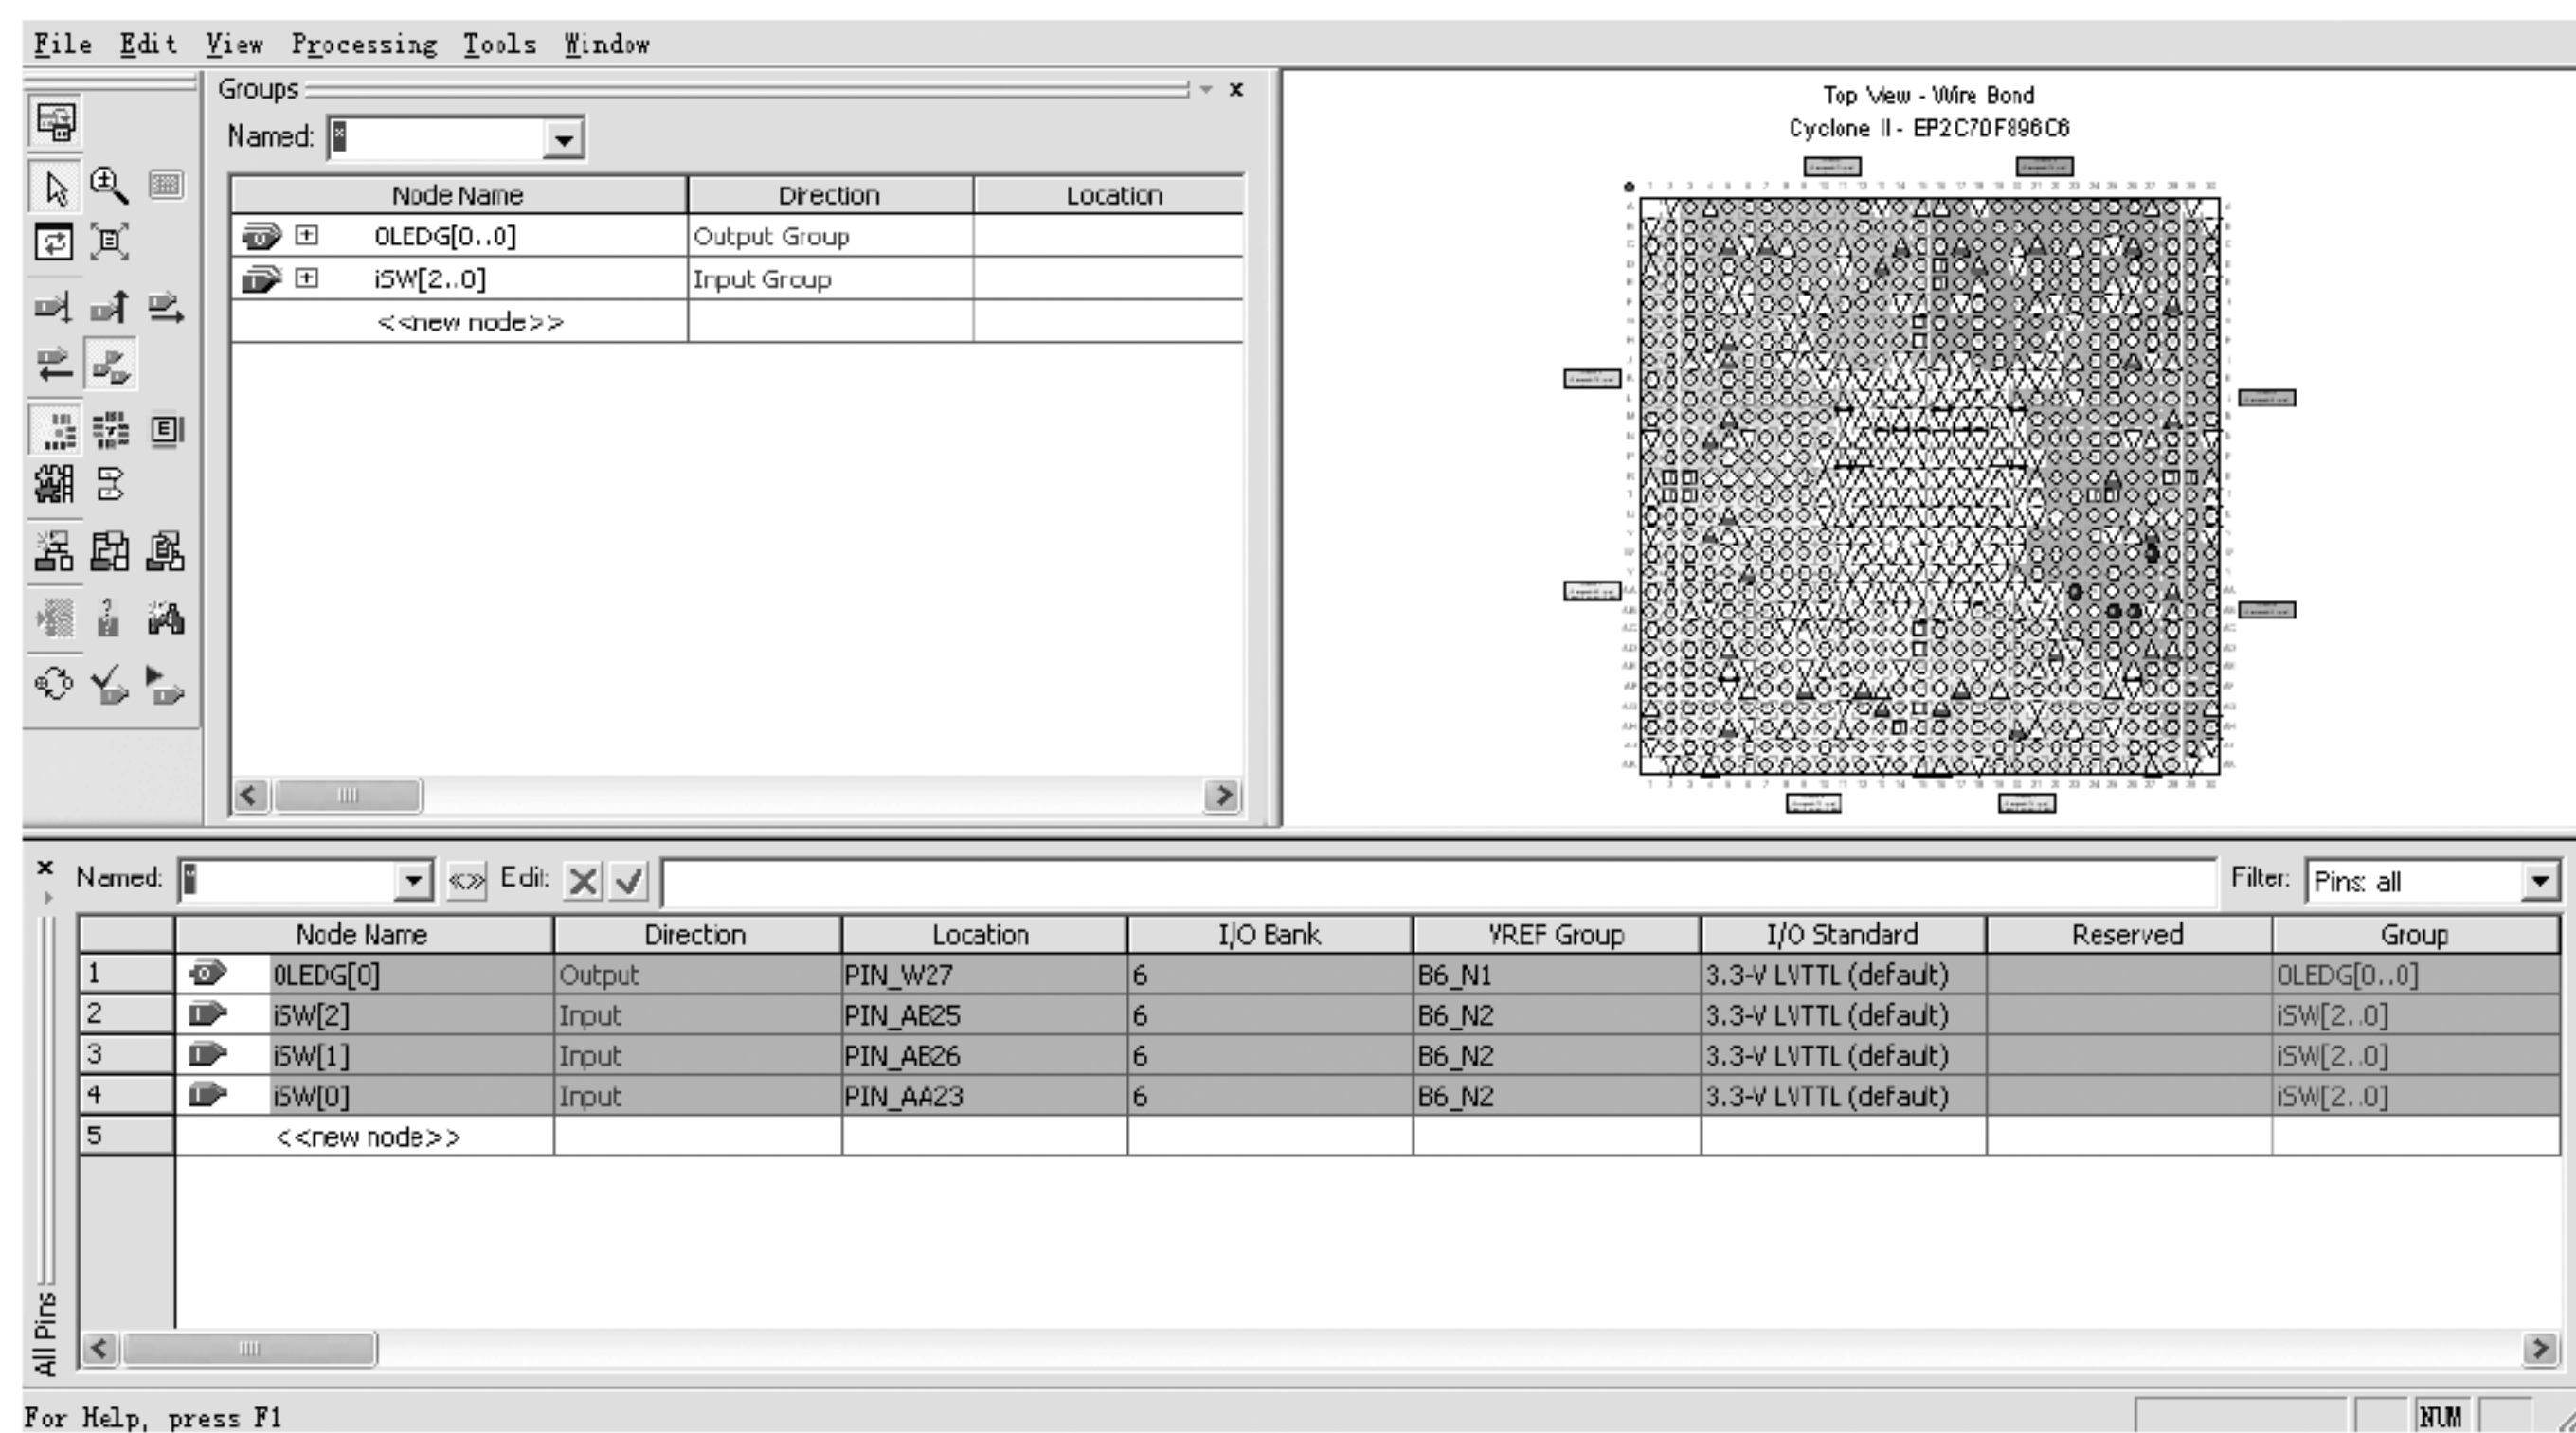 File Edit View Processing Tools Window
Groups
Named: *
Node Name Direction Location
OLEDG[0..0] Output Group
iSW[2..0] Input Group
<<new node>>
Top View - Wire Bond
Cyclone II - EP2C70F896C6
Named: * Edit: Filter: Pins: all
Node Name Direction Location I/O Bank VREF Group I/O Standard Reserved Group
1 OLEDG[0] Output PIN_W27 6 B6_N1 3.3-V LVTTL (default) OLEDG[0..0]
2 iSW[2] Input PIN_AB25 6 B6_N2 3.3-V LVTTL (default) iSW[2..0]
3 iSW[1] Input PIN_AB26 6 B6_N2 3.3-V LVTTL (default) iSW[2..0]
4 iSW[0] Input PIN_AA23 6 B6_N2 3.3-V LVTTL (default) iSW[2..0]
5 <<new node>>
All Pins
For Help, press F1 NUM